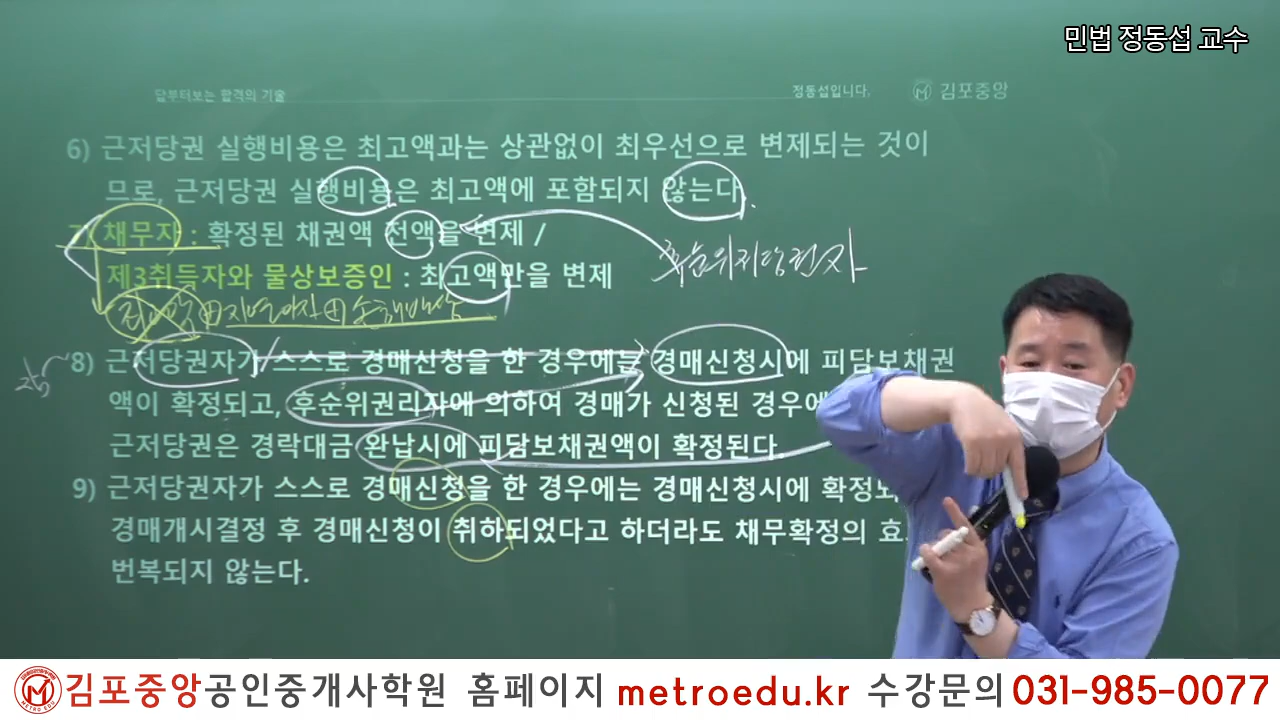 민법 정동섭 교수
답부터보는 합격의 기술
정동섭입니다.
김포중앙
6) 근저당권 실행비용은 최고액과는 상관없이 최우선으로 변제되는 것이
므로, 근저당권 실행비용은 최고액에 포함되지 않는다.
7) 채무자 : 확정된 채권액 전액을 변제 /
후순위저당권자
제3취득자와 물상보증인 : 최고액만을 변제
지연이자 손해배상
8) 근저당권자가 스스로 경매신청을 한 경우에는 경매신청시에 피담보채권
액이 확정되고, 후순위권리자에 의하여 경매가 신청된 경우에
근저당권은 경락대금 완납시에 피담보채권액이 확정된다.
9) 근저당권자가 스스로 경매신청을 한 경우에는 경매신청시에 확정되
경매개시결정 후 경매신청이 취하되었다고 하더라도 채무확정의 효
번복되지 않는다.
METRO EDU
김포중앙공인중개사학원 홈페이지 metroedu.kr 수강문의 031-985-0077